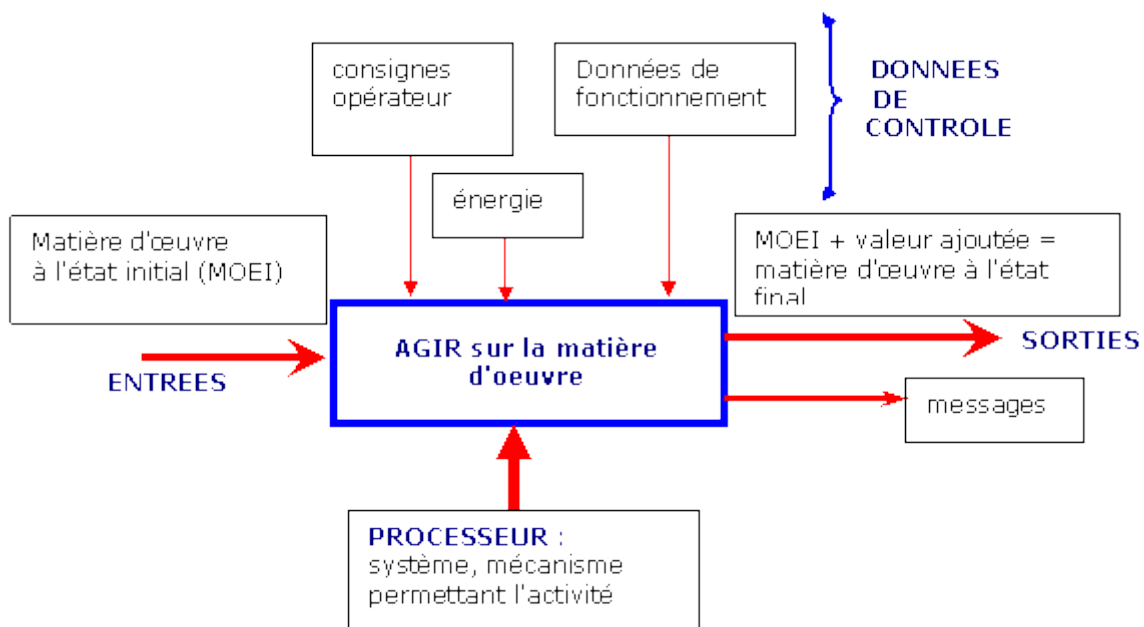 consignes
opérateur
Données de
fonctionnement
DONNEES
DE
CONTROLE
énergie
Matière d'œuvre
à l'état initial (MOEI)
MOEI + valeur ajoutée =
matière d'œuvre à l'état
final
AGIR sur la matière
d'oeuvre
ENTREES
SORTIES
messages
PROCESSEUR :
système, mécanisme
permettant l'activité